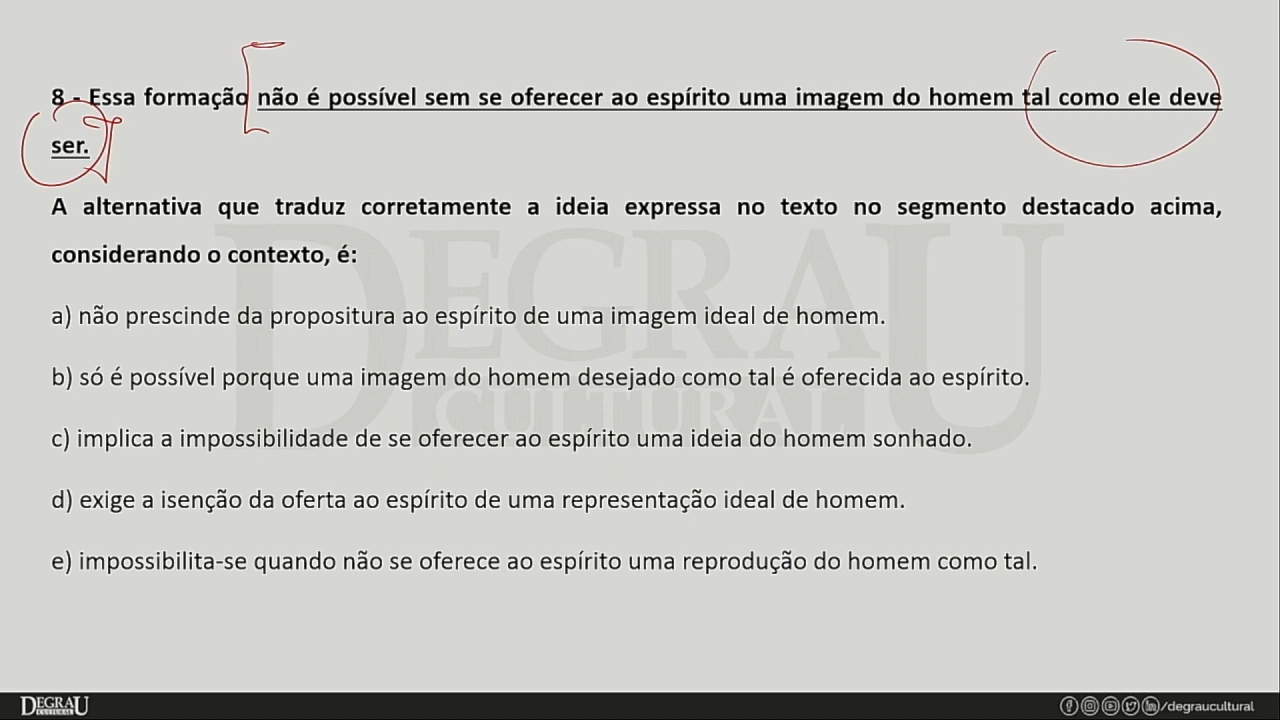 8 - Essa formação não é possível sem se oferecer ao espírito uma imagem do homem tal como ele deve
ser.
A alternativa que traduz corretamente a ideia expressa no texto no segmento destacado acima,
considerando o contexto, é:
a) não prescinde da propositura ao espírito de uma imagem ideal de homem.
b) só é possível porque uma imagem do homem desejado como tal é oferecida ao espírito.
c) implica a impossibilidade de se oferecer ao espírito uma ideia do homem sonhado.
d) exige a isenção da oferta ao espírito de uma representação ideal de homem.
e) impossibilita-se quando não se oferece ao espírito uma reprodução do homem como tal.
DEGRAU
CULTURAL
DEGRAU
CULTURAL
/degraucultural